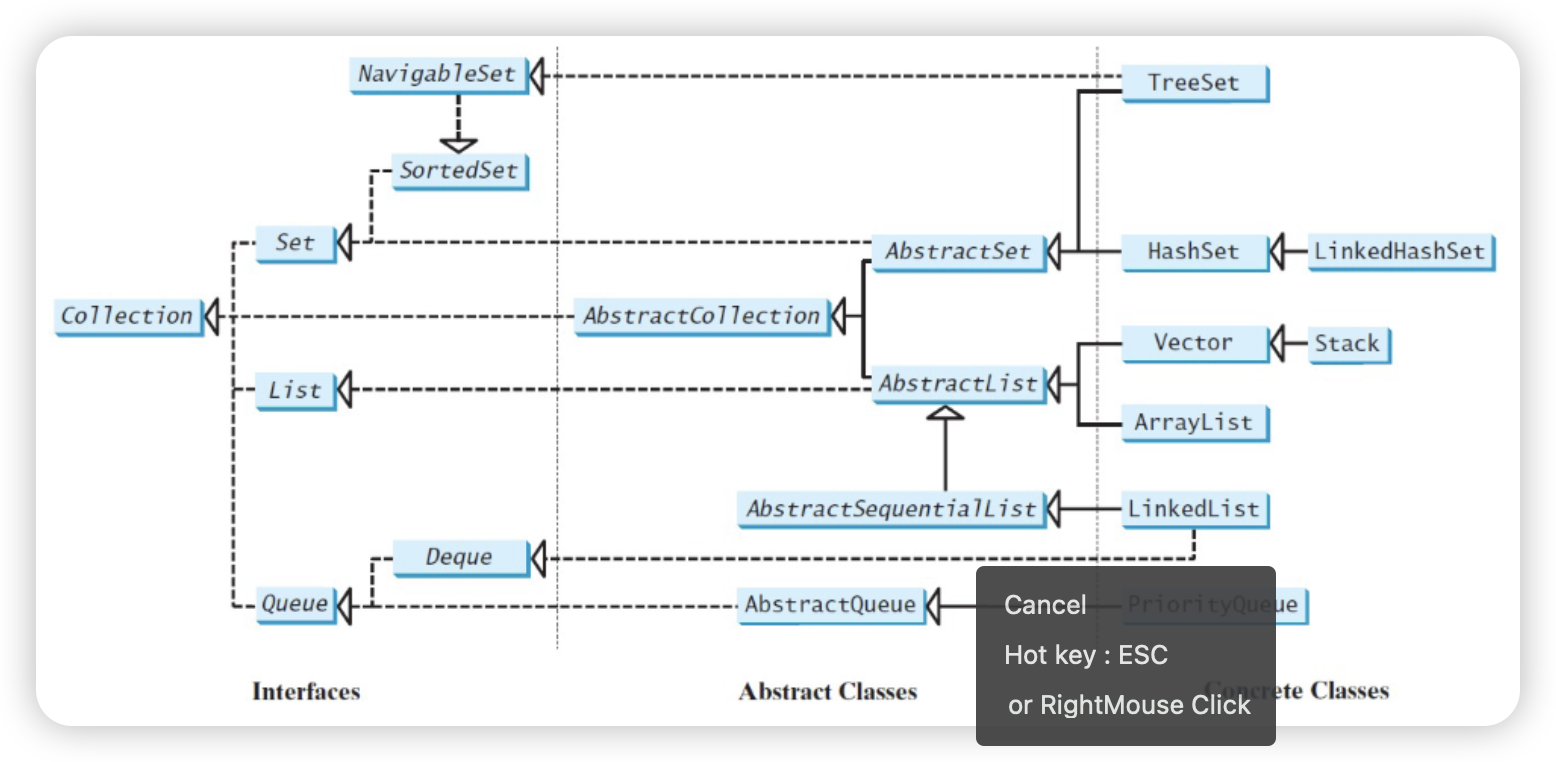 NavigableSet
TreeSet
SortedSet
Set
AbstractSet
HashSet
LinkedHashSet
Collection
AbstractCollection
Vector
Stack
List
AbstractList
ArrayList
AbstractSequentialList
LinkedList
Deque
Queue
AbstractQueue
PriorityQueue
Cancel
Hot key : ESC
or RightMouse Click
Interfaces
Abstract Classes
Concrete Classes